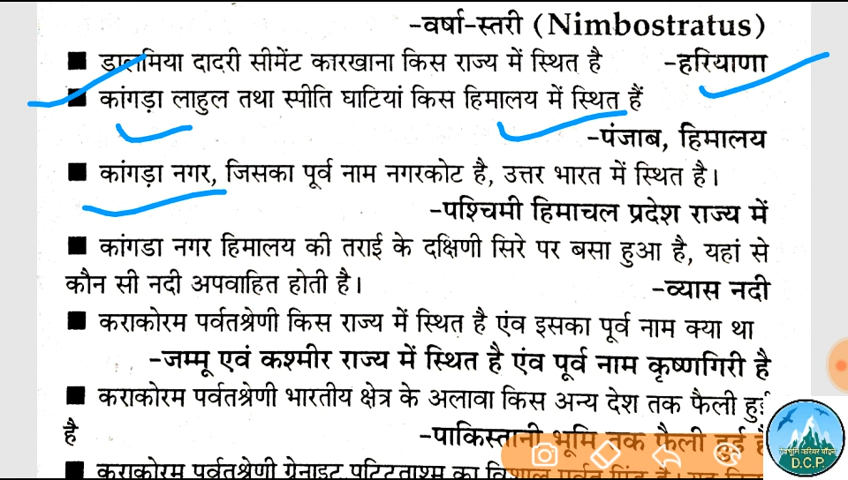 -वर्षा-स्तरी (Nimbostratus)
■ डालमिया दादरी सीमेंट कारखाना किस राज्य में स्थित है -हरियाणा
■ कांगड़ा लाहुल तथा स्पीति घाटियां किस हिमालय में स्थित हैं
-पंजाब, हिमालय
■ कांगड़ा नगर, जिसका पूर्व नाम नगरकोट है, उत्तर भारत में स्थित है।
-पश्चिमी हिमाचल प्रदेश राज्य में
■ कांगडा नगर हिमालय की तराई के दक्षिणी सिरे पर बसा हुआ है, यहां से
कौन सी नदी अपवाहित होती है। -व्यास नदी
■ कराकोरम पर्वतश्रेणी किस राज्य में स्थित है एंव इसका पूर्व नाम क्या था
-जम्मू एवं कश्मीर राज्य में स्थित है एंव पूर्व नाम कृष्णगिरी है
■ कराकोरम पर्वतश्रेणी भारतीय क्षेत्र के अलावा किस अन्य देश तक फैली हुई
है -पाकिस्तानी भूमि तक फैली हुई है
■ कराकोरम पर्वतश्रेणी ग्रेनाइट का विशाल पर्वत
D.C.P.